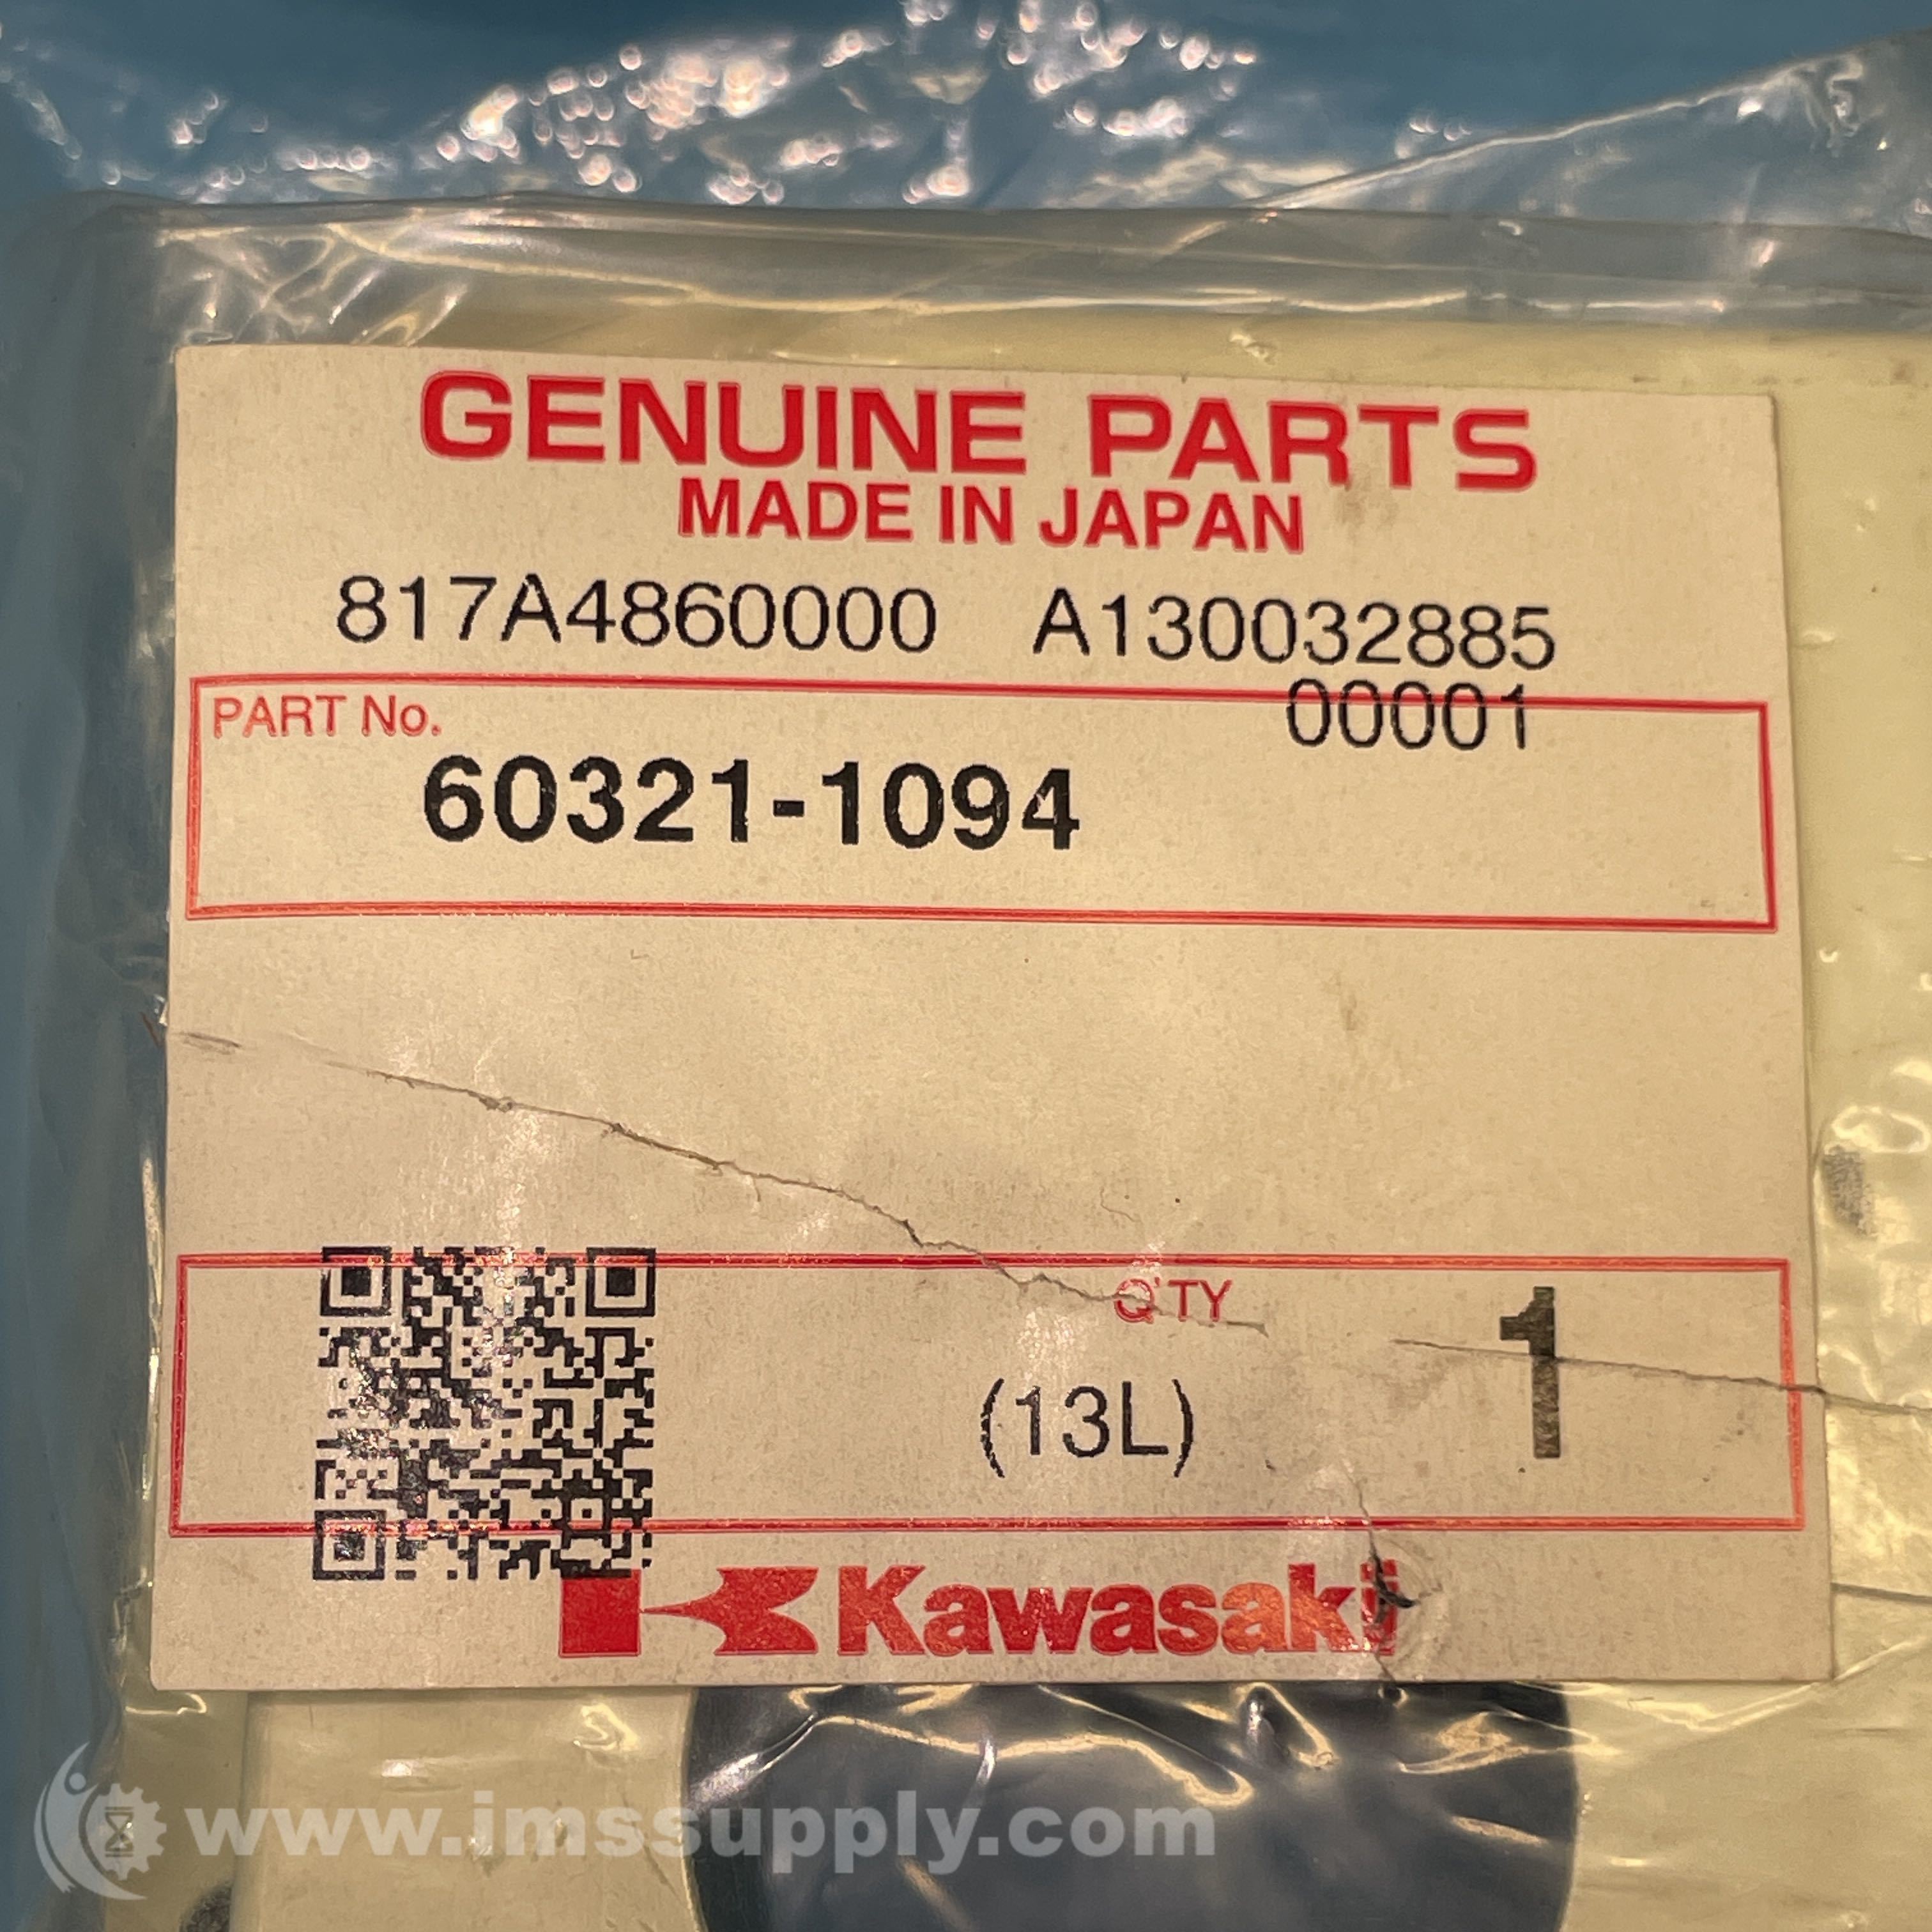 GENUINE PARTS
MADE IN JAPAN
817A4860000 A130032885
00001
PART No.
60321-1094
Q'TY
1
(13L)
Kawasaki
www.imssupply.com